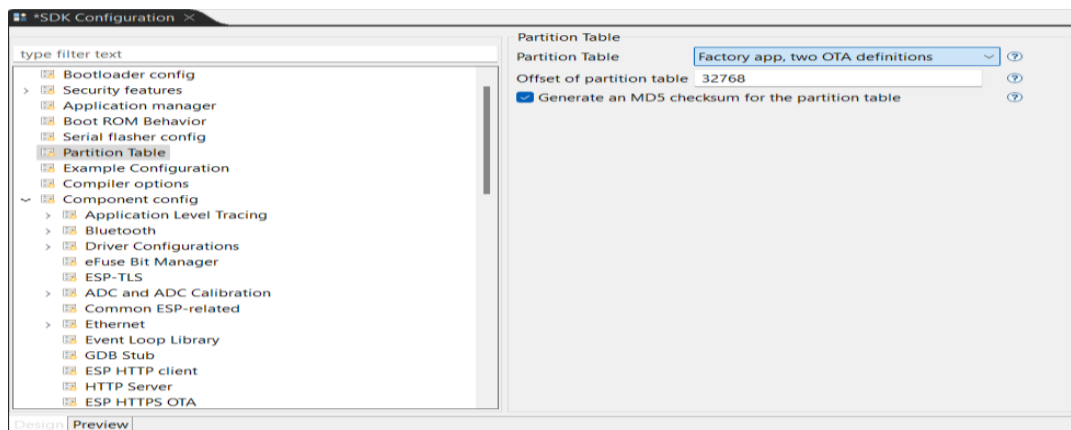 *SDK Configuration
type filter text
Bootloader config
Security features
Application manager
Boot ROM Behavior
Serial flasher config
Partition Table
Example Configuration
Compiler options
Component config
Application Level Tracing
Bluetooth
Driver Configurations
eFuse Bit Manager
ESP-TLS
ADC and ADC Calibration
Common ESP-related
Ethernet
Event Loop Library
GDB Stub
ESP HTTP client
HTTP Server
ESP HTTPS OTA
Partition Table
Partition Table Factory app, two OTA definitions
Offset of partition table 32768
Generate an MD5 checksum for the partition table
Design Preview